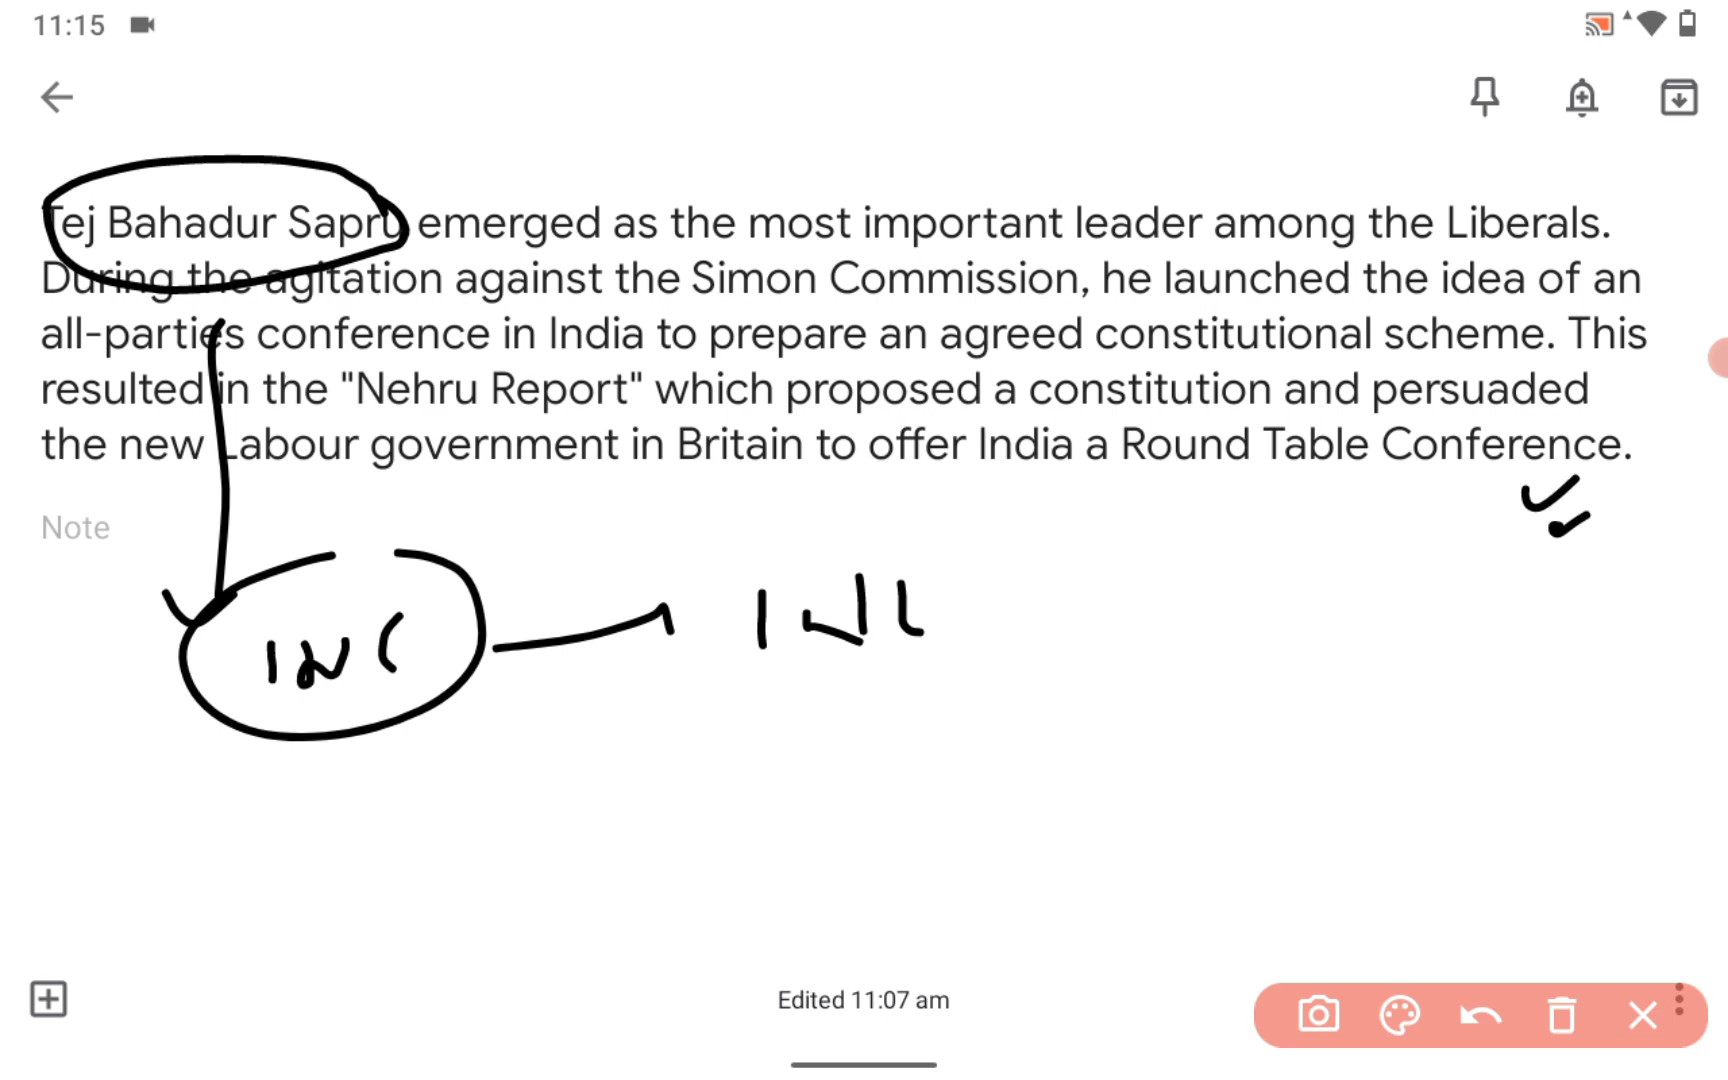 11:15
Tej Bahadur Sapru emerged as the most important leader among the Liberals.
During the agitation against the Simon Commission, he launched the idea of an
all-parties conference in India to prepare an agreed constitutional scheme. This
resulted in the "Nehru Report" which proposed a constitution and persuaded
the new Labour government in Britain to offer India a Round Table Conference.
Note
INC
Edited 11:07 am